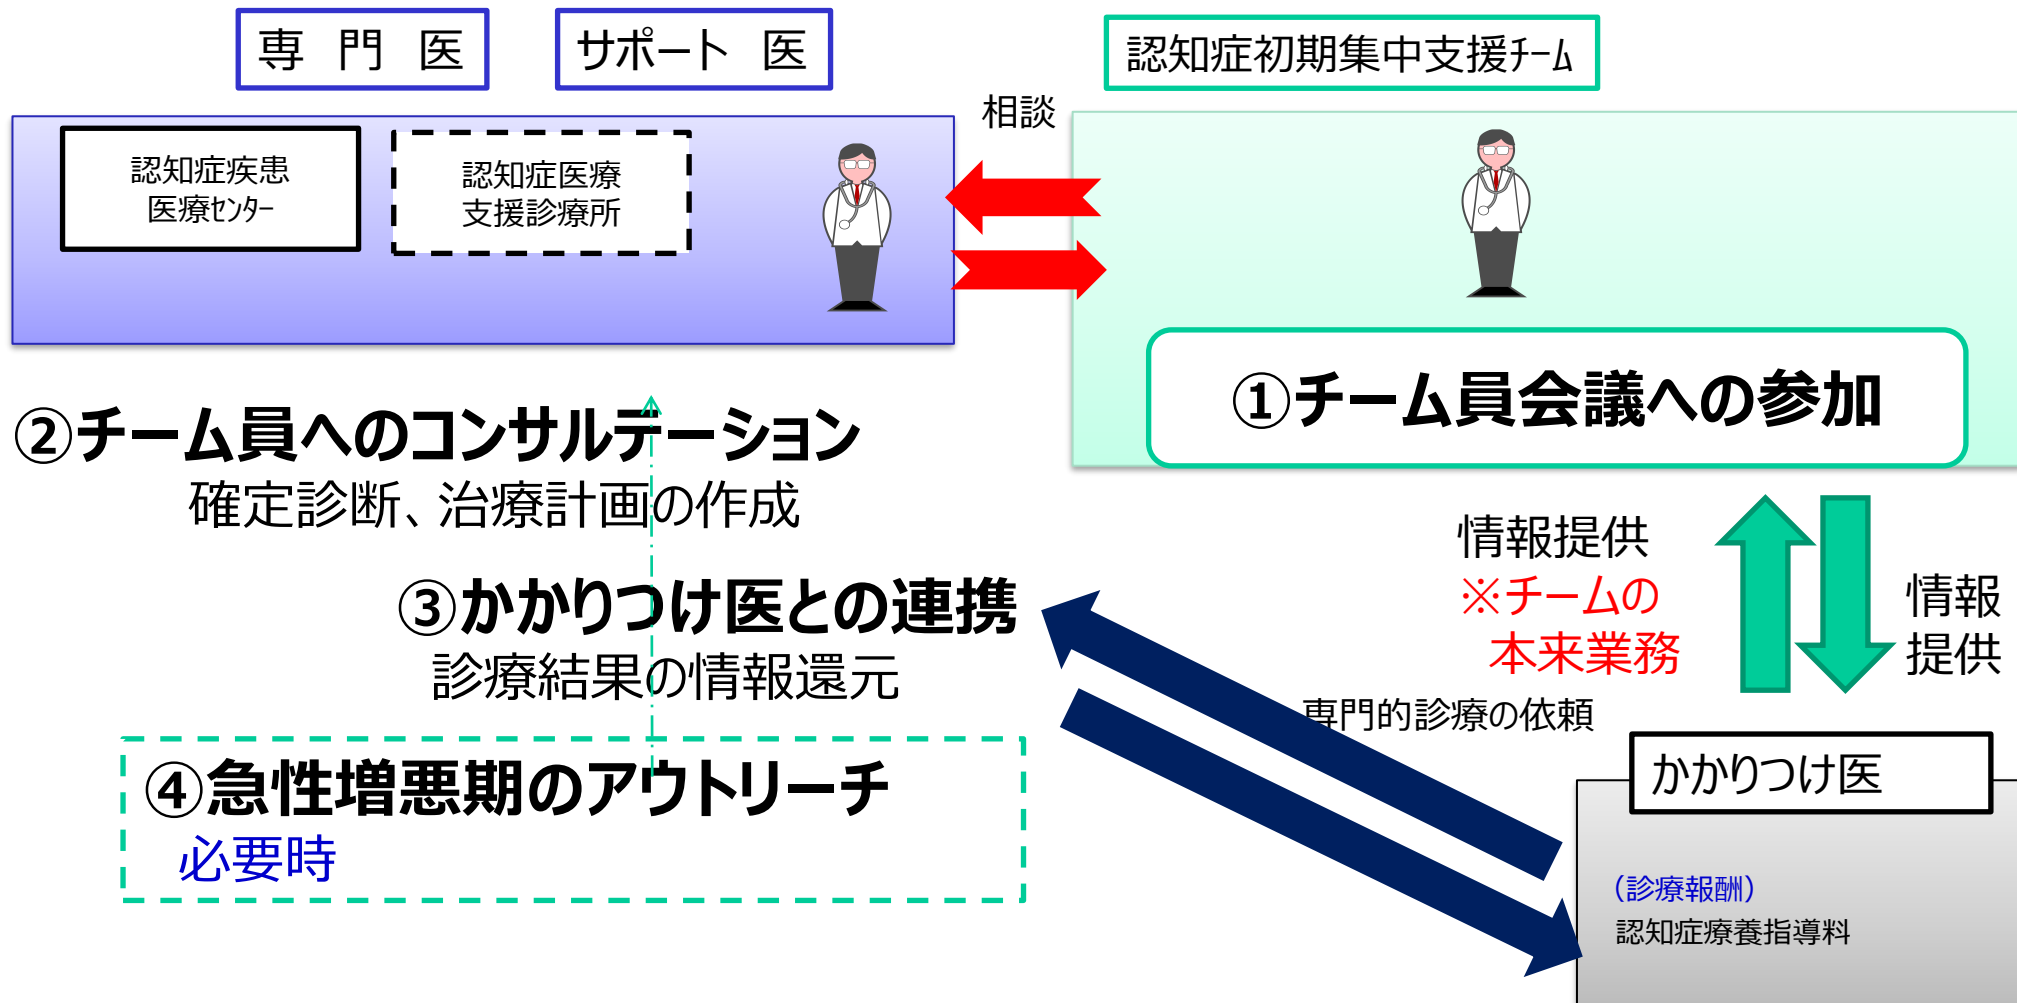 専 門 医
サポート 医
認知症初期集中支援ﾁｰﾑ
相談
認知症疾患
医療ｾﾝﾀｰ
認知症医療
支援診療所
①チーム員会議への参加
②チーム員へのコンサルテーション
確定診断、治療計画の作成
③かかりつけ医との連携
診療結果の情報還元
④急性増悪期のアウトリーチ
必要時
情報提供
※チームの
本来業務
情報
提供
専門的診療の依頼
かかりつけ医
（診療報酬）
認知症療養指導料